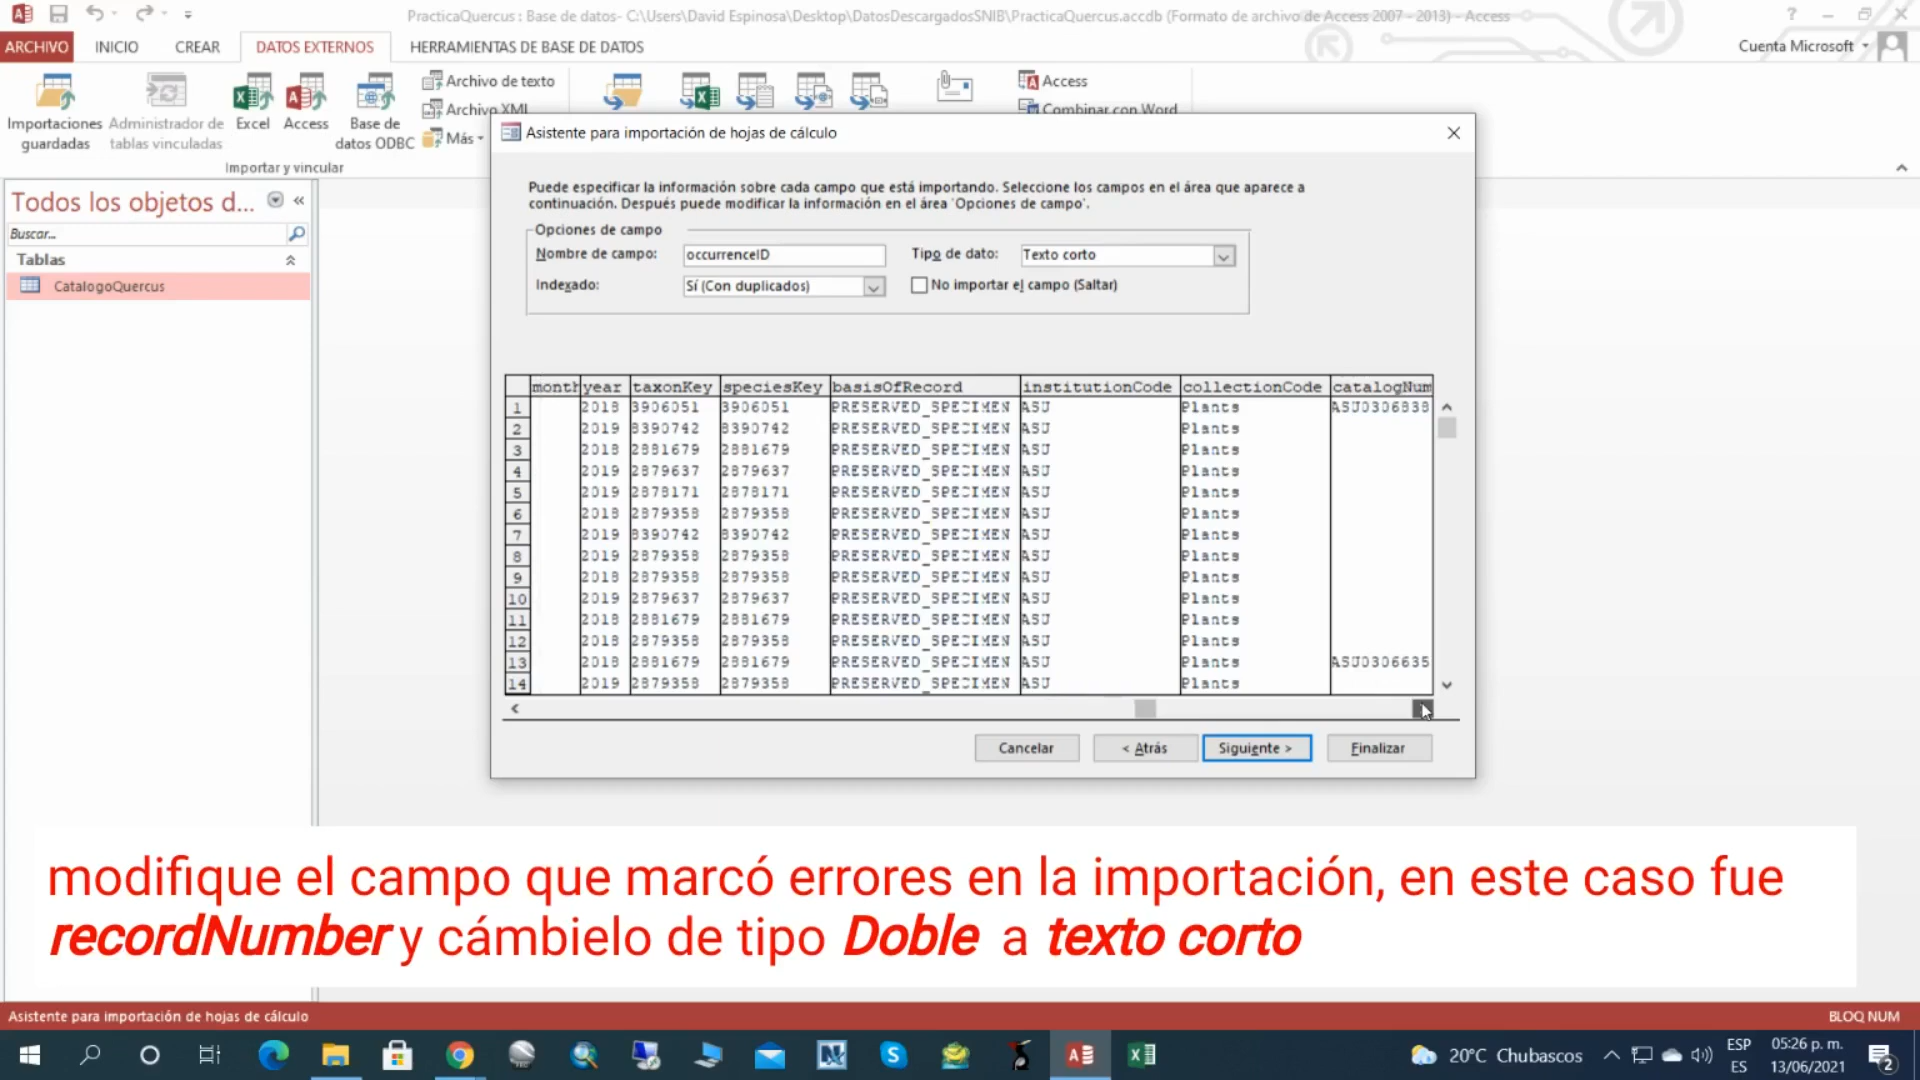 PracticaQuercus : Base de datos- C:\Users\David Espinosa\Desktop\DatosDescargadosSNIB\PracticaQuercus.accdb (Formato de archivo de Access 2007 - 2013) - Access
ARCHIVO INICIO CREAR DATOS EXTERNOS HERRAMIENTAS DE BASE DE DATOS Cuenta Microsoft
Importaciones guardadas
Administrador de tablas vinculadas
Excel
Access
Base de datos ODBC
Archivo de texto
Archivo XML
Más
Access
Combinar con Word
Importar y vincular
Todos los objetos d...
Buscar...
Tablas
CatalogoQuercus
Asistente para importación de hojas de cálculo
Puede especificar la información sobre cada campo que está importando. Seleccione los campos en el área que aparece a
continuación. Después puede modificar la información en el área 'Opciones de campo'.
Opciones de campo
Nombre de campo: occurrenceID Tipo de dato: Texto corto
Indexado: Sí (Con duplicados) No importar el campo (Saltar)
month year taxonKey speciesKey basisOfRecord institutionCode collectionCode catalogNum
1 2018 3906051 3906051 PRESERVED_SPECIMEN ASU Plants ASU0306838
2 2019 8390742 8390742 PRESERVED_SPECIMEN ASU Plants
3 2018 2881679 2881679 PRESERVED_SPECIMEN ASU Plants
4 2019 2879637 2879637 PRESERVED_SPECIMEN ASU Plants
5 2019 2878171 2878171 PRESERVED_SPECIMEN ASU Plants
6 2018 2879358 2879358 PRESERVED_SPECIMEN ASU Plants
7 2019 8390742 8390742 PRESERVED_SPECIMEN ASU Plants
8 2019 2879358 2879358 PRESERVED_SPECIMEN ASU Plants
9 2018 2879358 2879358 PRESERVED_SPECIMEN ASU Plants
10 2019 2879637 2879637 PRESERVED_SPECIMEN ASU Plants
11 2018 2881679 2881679 PRESERVED_SPECIMEN ASU Plants
12 2018 2879358 2879358 PRESERVED_SPECIMEN ASU Plants
13 2018 2881679 2881679 PRESERVED_SPECIMEN ASU Plants ASU0306635
14 2019 2879358 2879358 PRESERVED_SPECIMEN ASU Plants
Cancelar < Atrás Siguiente > Finalizar
modifique el campo que marcó errores en la importación, en este caso fue
recordNumber y cámbielo de tipo Doble a texto corto
Asistente para importación de hojas de cálculo BLOQ NUM
20°C Chubascos
ESP
ES
05:26 p. m.
13/06/2021
2